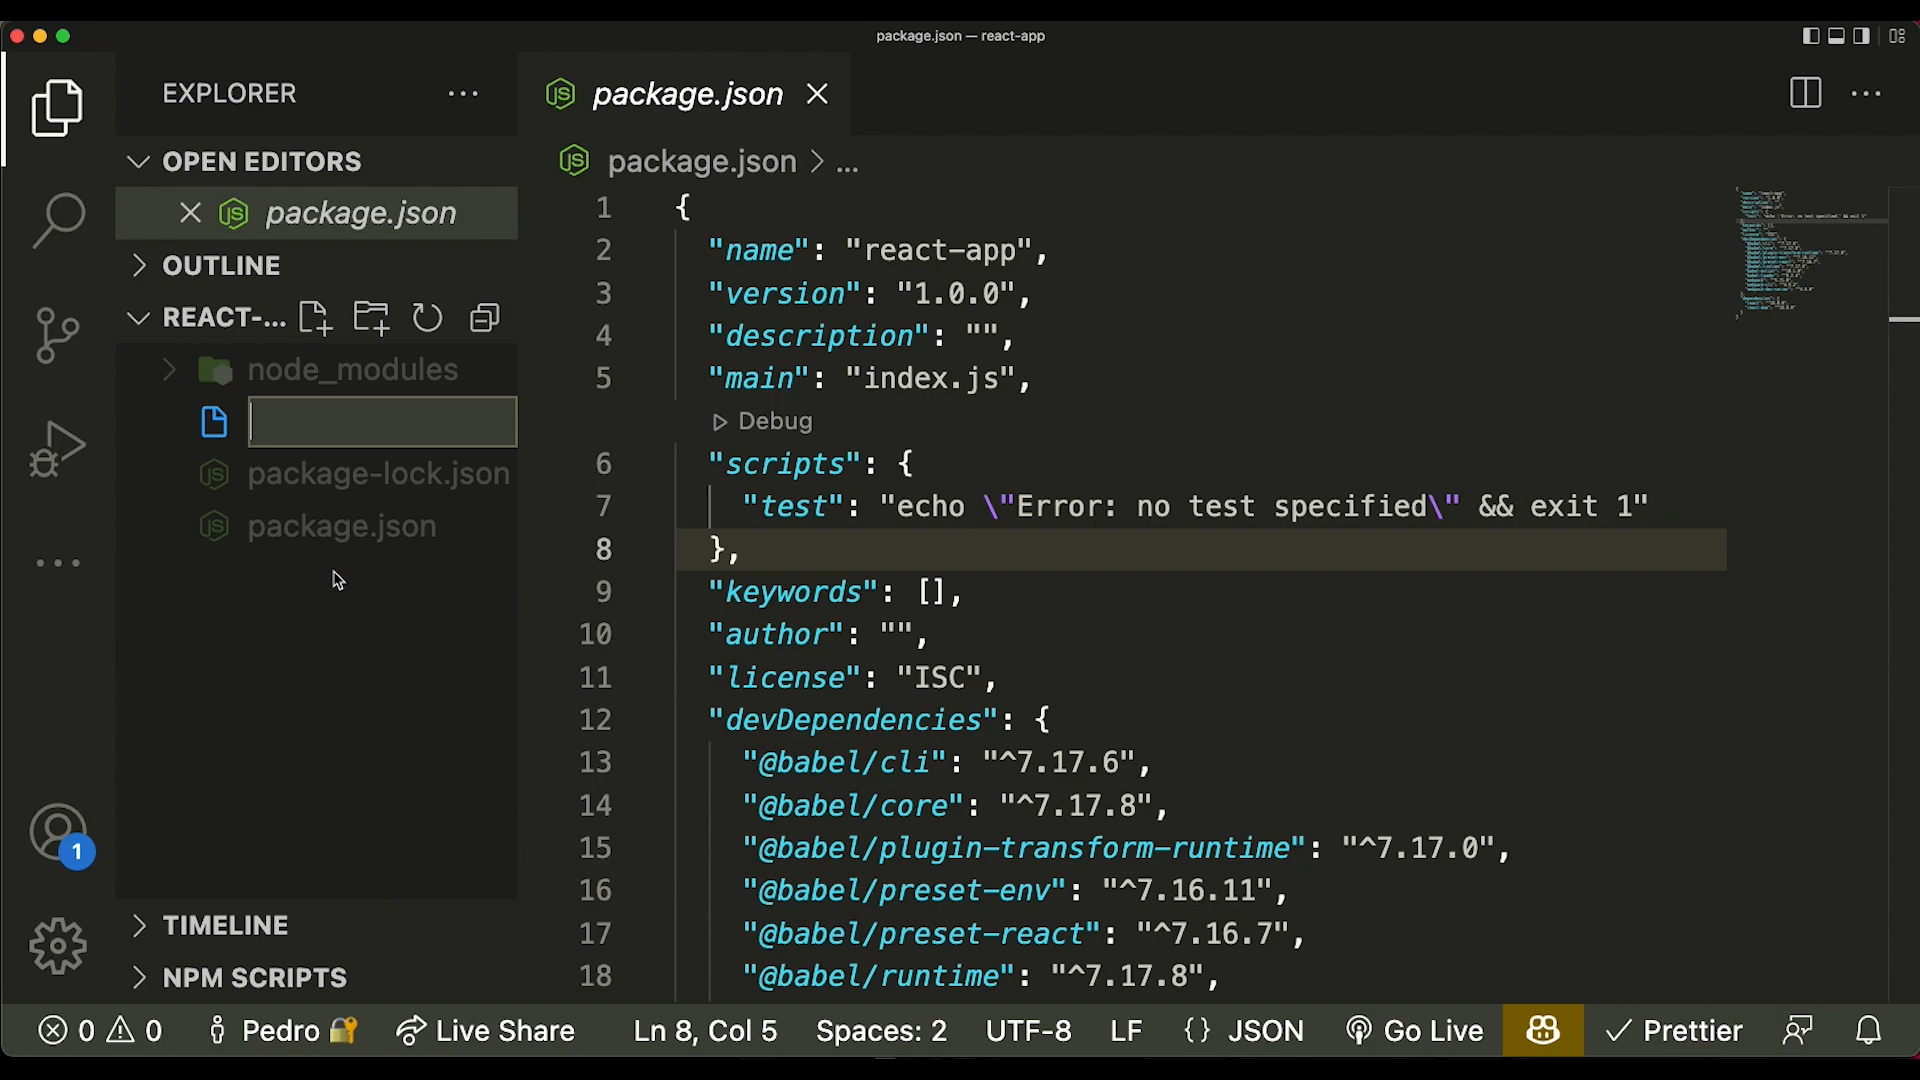 package.json — react-app
EXPLORER
package.json
OPEN EDITORS
package.json > ...
package.json
OUTLINE
REACT-...
node_modules
package-lock.json
package.json
TIMELINE
NPM SCRIPTS
1
1 {
2 "name": "react-app",
3 "version": "1.0.0",
4 "description": "",
5 "main": "index.js",
Debug
6 "scripts": {
7 "test": "echo \"Error: no test specified\" && exit 1"
8 },
9 "keywords": [],
10 "author": "",
11 "license": "ISC",
12 "devDependencies": {
13 "@babel/cli": "^7.17.6",
14 "@babel/core": "^7.17.8",
15 "@babel/plugin-transform-runtime": "^7.17.0",
16 "@babel/preset-env": "^7.16.11",
17 "@babel/preset-react": "^7.16.7",
18 "@babel/runtime": "^7.17.8",
0 0 Pedro 🔐 Live Share Ln 8, Col 5 Spaces: 2 UTF-8 LF {} JSON Go Live Prettier